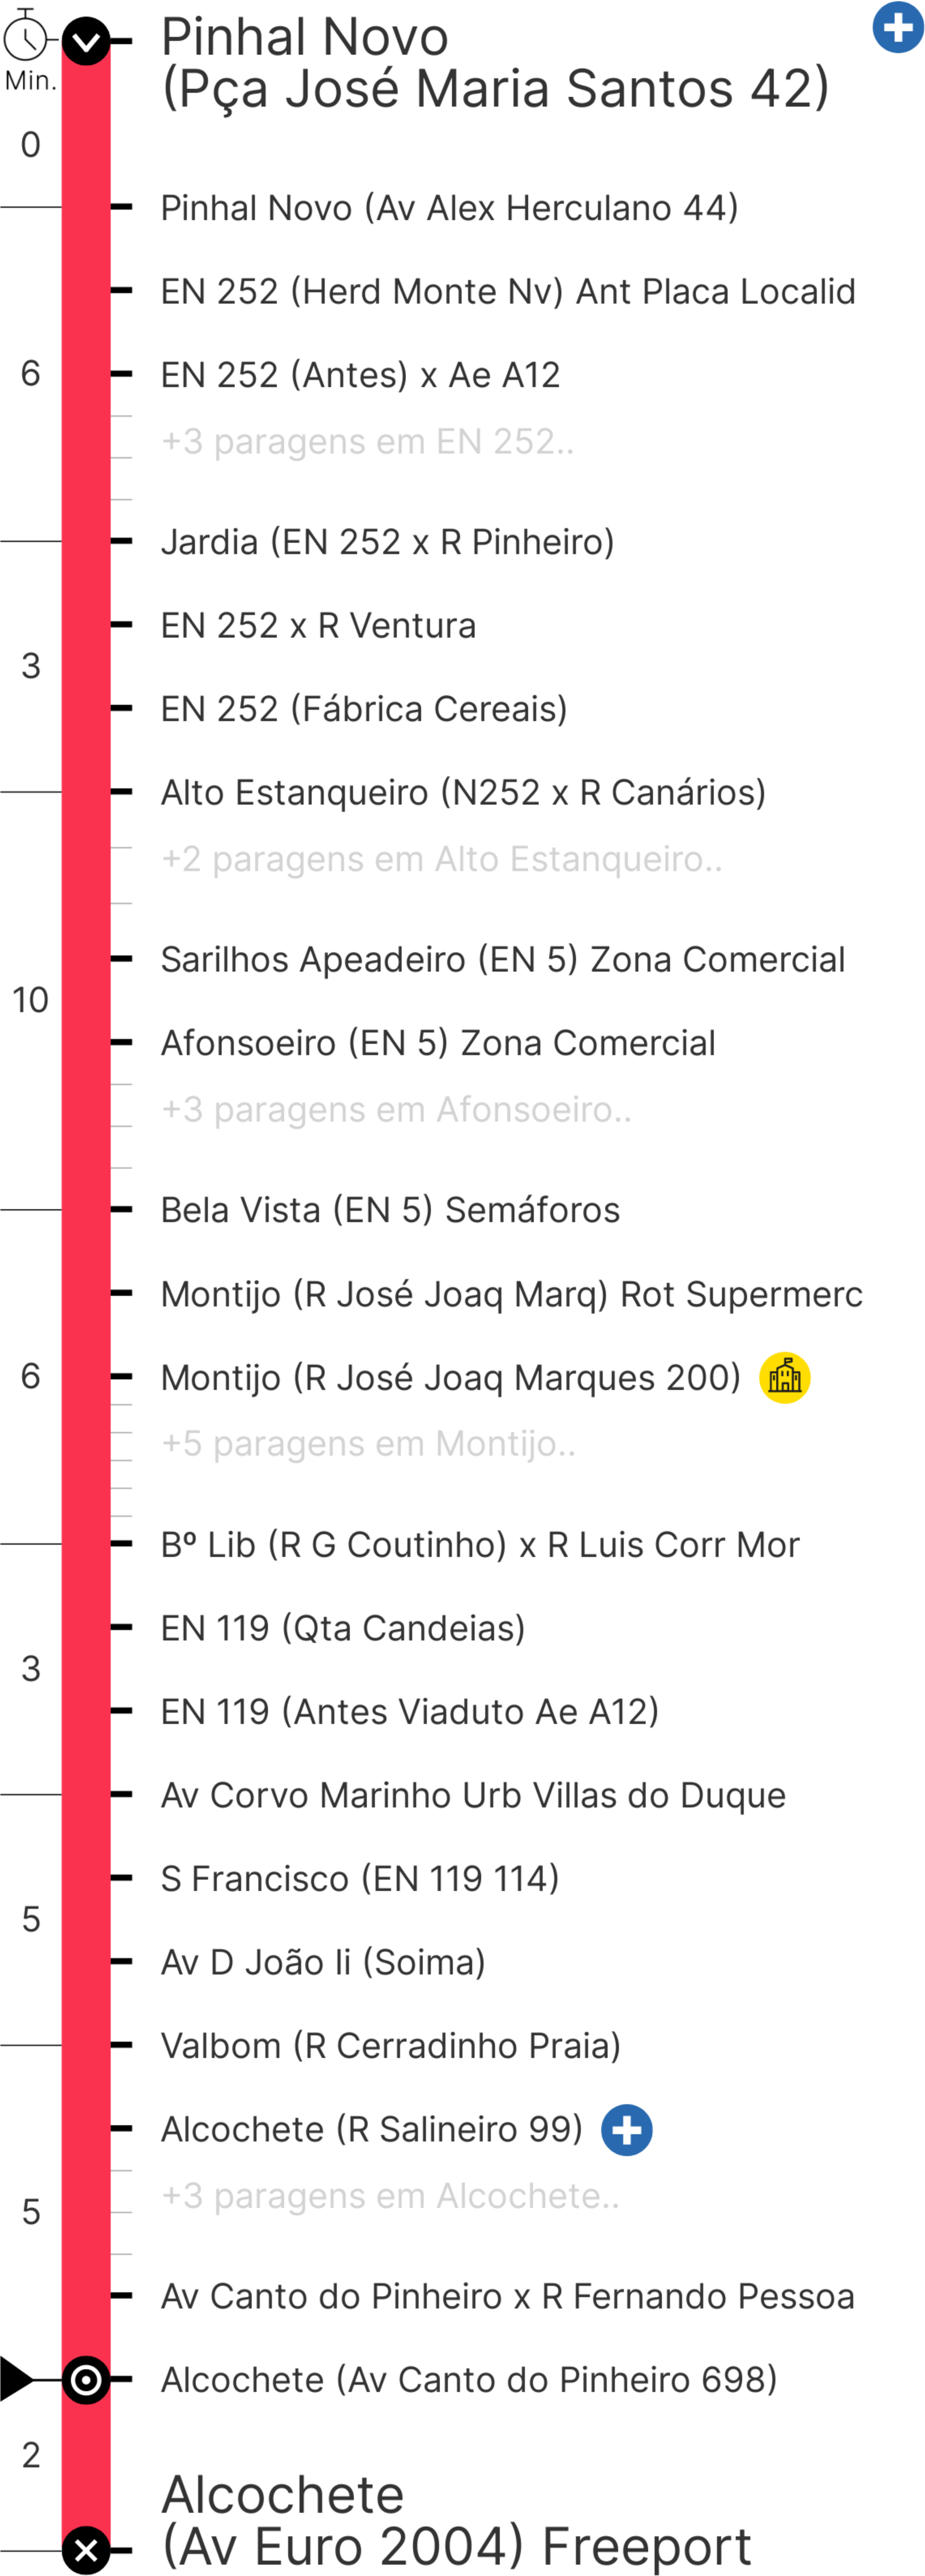 Pinhal Novo
(Pça José Maria Santos 42)
Min.
0
Pinhal Novo (Av Alex Herculano 44)
EN 252 (Herd Monte Nv) Ant Placa Localid
6
EN 252 (Antes) x Ae A12
+3 paragens em EN 252..
Jardia (EN 252 x R Pinheiro)
EN 252 x R Ventura
3
EN 252 (Fábrica Cereais)
Alto Estanqueiro (N252 x R Canários)
+2 paragens em Alto Estanqueiro..
Sarilhos Apeadeiro (EN 5) Zona Comercial
10
Afonsoeiro (EN 5) Zona Comercial
+3 paragens em Afonsoeiro..
Bela Vista (EN 5) Semáforos
Montijo (R José Joaq Marq) Rot Supermerc
6
Montijo (R José Joaq Marques 200)
+5 paragens em Montijo..
Bº Lib (R G Coutinho) x R Luis Corr Mor
EN 119 (Qta Candeias)
3
EN 119 (Antes Viaduto Ae A12)
Av Corvo Marinho Urb Villas do Duque
S Francisco (EN 119 114)
5
Av D João Ii (Soima)
Valbom (R Cerradinho Praia)
Alcochete (R Salineiro 99)
+3 paragens em Alcochete..
5
Av Canto do Pinheiro x R Fernando Pessoa
Alcochete (Av Canto do Pinheiro 698)
2
Alcochete
(Av Euro 2004) Freeport